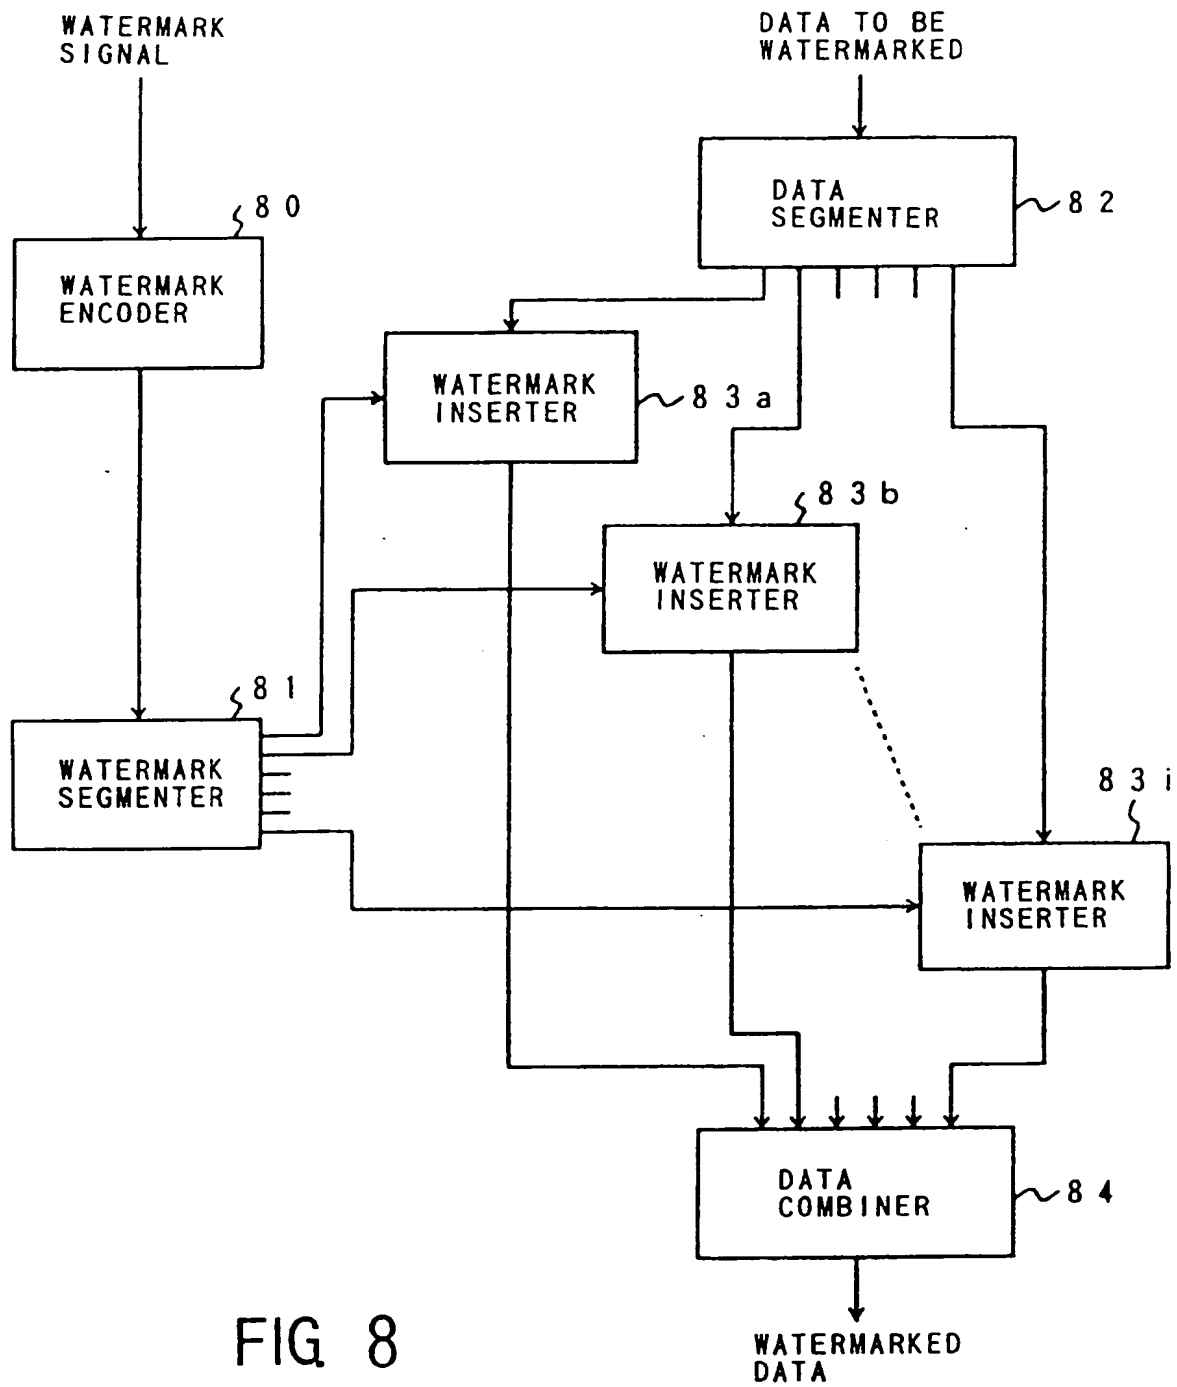 WATERMARK
SIGNAL
DATA TO BE
WATERMARKED
80
WATERMARK
ENCODER
DATA
SEGMENTER
82
WATERMARK
INSERTER
83a
83b
WATERMARK
INSERTER
81
WATERMARK
SEGMENTER
83i
WATERMARK
INSERTER
DATA
COMBINER
84
WATERMARKED
DATA
FIG. 8